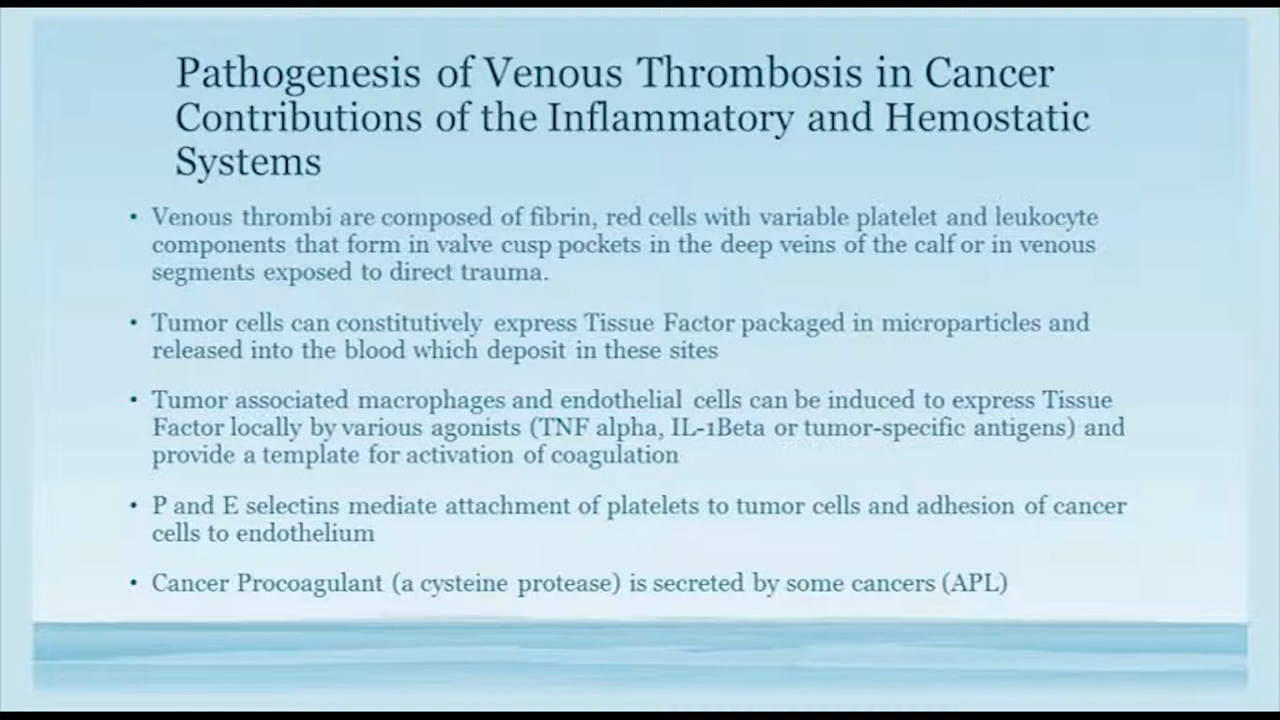 Pathogenesis of Venous Thrombosis in Cancer
Contributions of the Inflammatory and Hemostatic
Systems
• Venous thrombi are composed of fibrin, red cells with variable platelet and leukocyte
components that form in valve cusp pockets in the deep veins of the calf or in venous
segments exposed to direct trauma.
• Tumor cells can constitutively express Tissue Factor packaged in microparticles and
released into the blood which deposit in these sites
• Tumor associated macrophages and endothelial cells can be induced to express Tissue
Factor locally by various agonists (TNF alpha, IL-1Beta or tumor-specific antigens) and
provide a template for activation of coagulation
• P and E selectins mediate attachment of platelets to tumor cells and adhesion of cancer
cells to endothelium
• Cancer Procoagulant (a cysteine protease) is secreted by some cancers (APL)